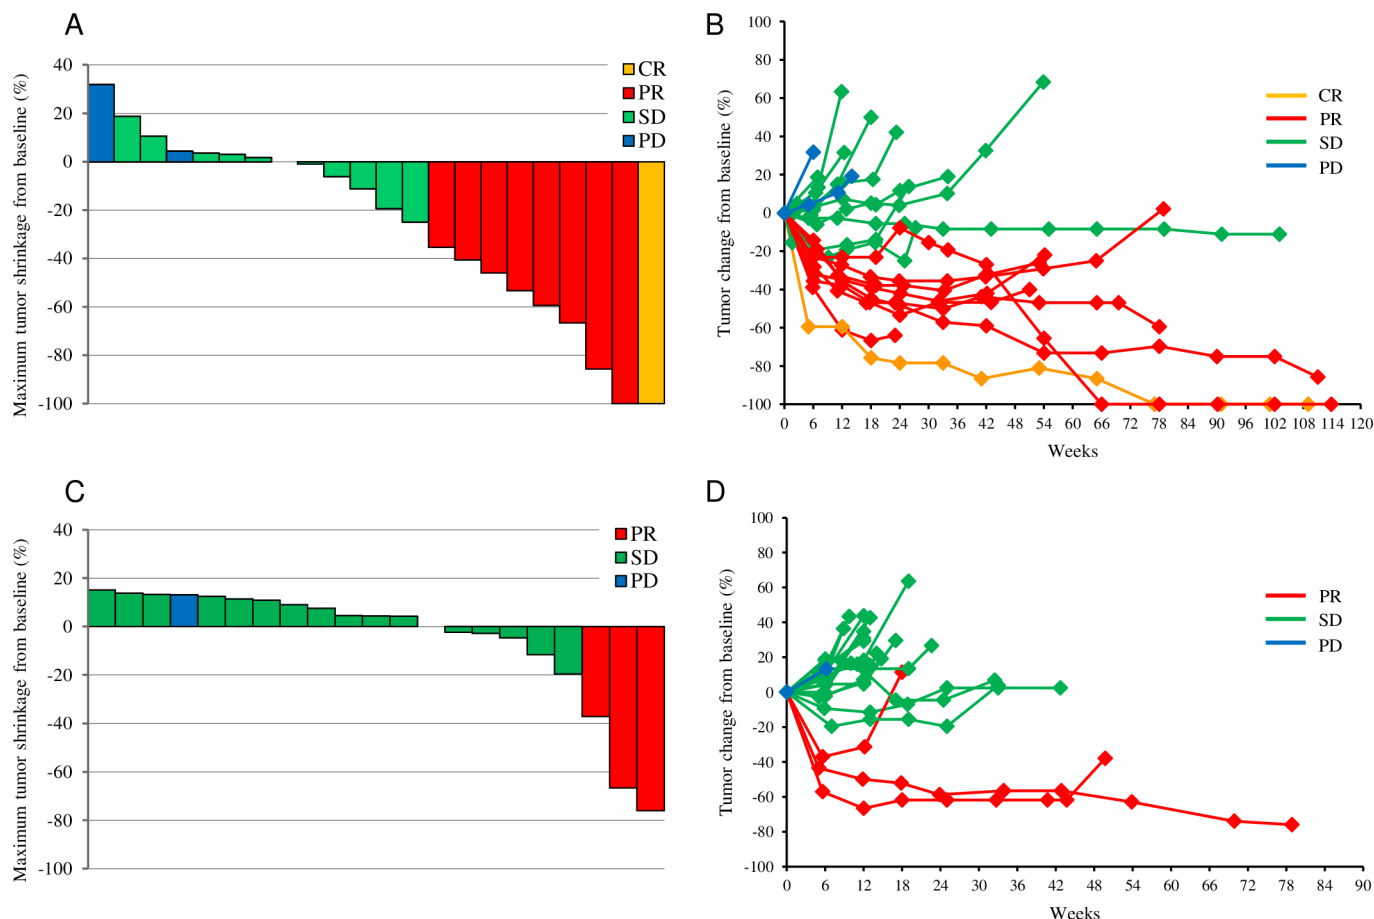 A
Maximum tumor shrinkage from baseline (%)
40
20
0
-20
-40
-60
-80
-100
CR
PR
SD
PD
B
Tumor change from baseline (%)
100
80
60
40
20
0
-20
-40
-60
-80
-100
CR
PR
SD
PD
0 6 12 18 24 30 36 42 48 54 60 66 72 78 84 90 96 102 108 114 120
Weeks
C
Maximum tumor shrinkage from baseline (%)
40
20
0
-20
-40
-60
-80
-100
PR
SD
PD
D
Tumor change from baseline (%)
100
80
60
40
20
0
-20
-40
-60
-80
-100
PR
SD
PD
0 6 12 18 24 30 36 42 48 54 60 66 72 78 84 90
Weeks